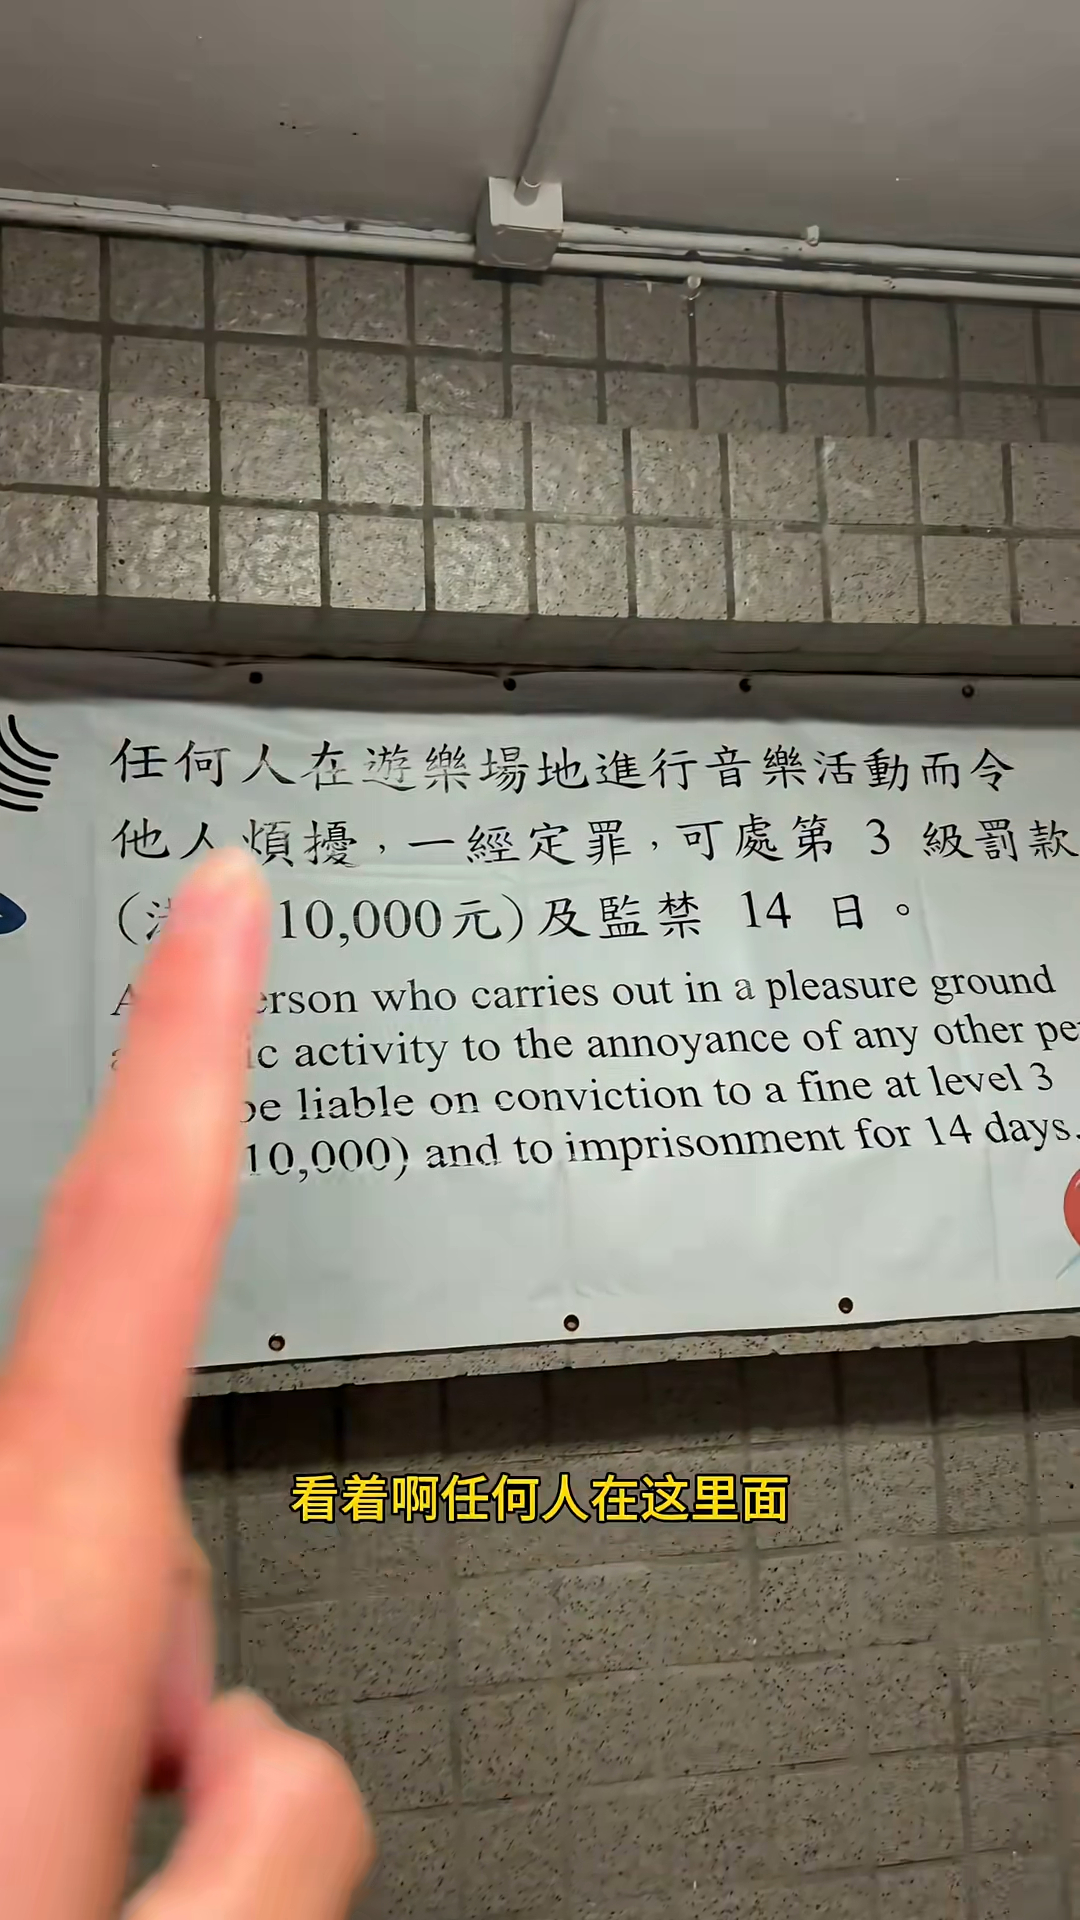 任何人在遊樂場地進行音樂活動而令
他人煩擾，一經定罪，可處第 3 級罰款
10,000元)及監禁 14 日。
who carries out in a pleasure ground
activity to the annoyance of any other
be liable on conviction to a fine at level 3
10,000) and to imprisonment for 14 days.
看着啊任何人在这里面